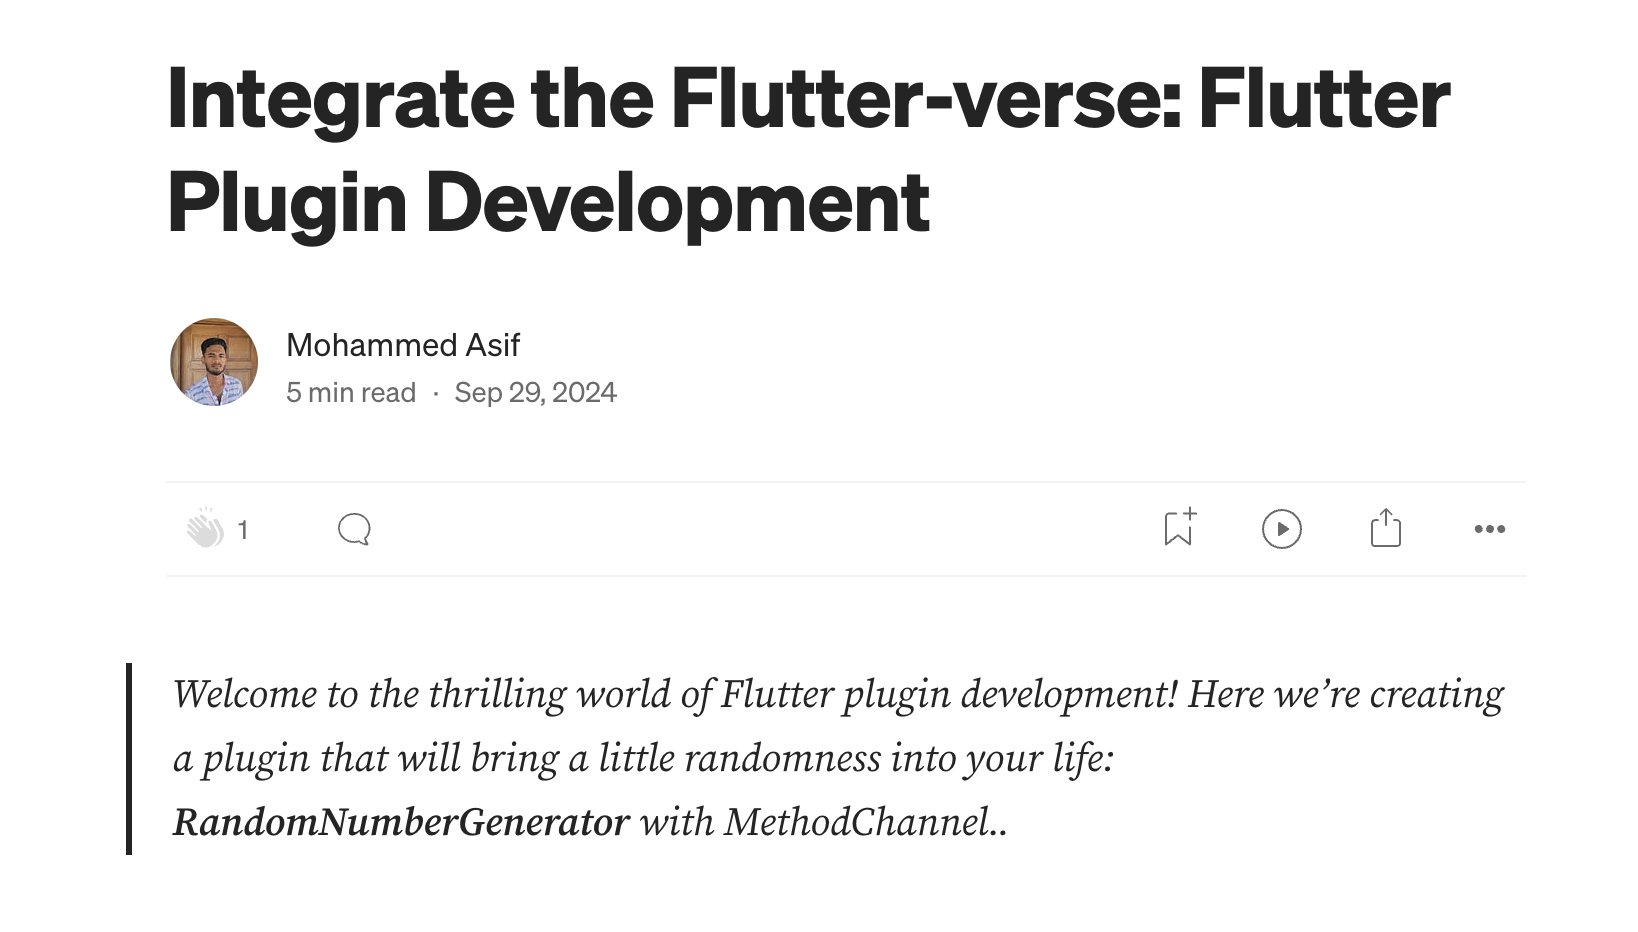 Integrate the Flutter-verse: Flutter
Plugin Development
Mohammed Asif
5 min read · Sep 29, 2024
1
Welcome to the thrilling world of Flutter plugin development! Here we’re creating
a plugin that will bring a little randomness into your life:
RandomNumberGenerator with MethodChannel..